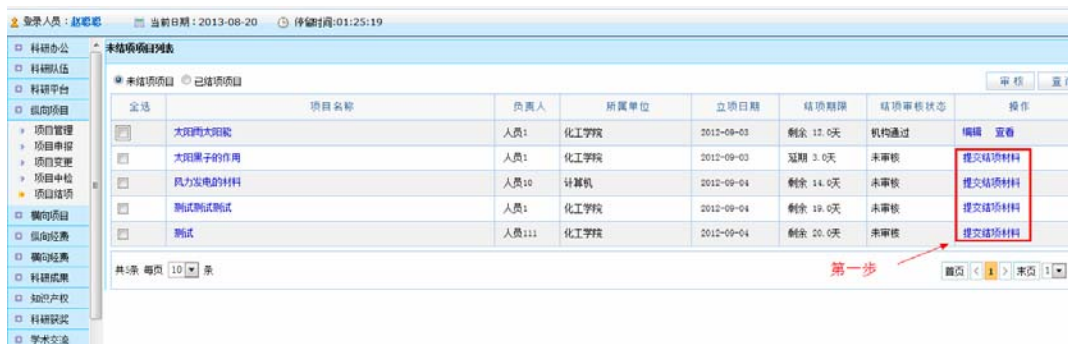 登录人员：赵聪聪 当前日期：2013-08-20 停留时间:01:25:19
科研办公
科研队伍
科研平台
纵向项目
项目管理
项目申报
项目变更
项目中检
项目结项
横向项目
纵向经费
横向经费
科研成果
知识产权
科研获奖
学术交流
未结项项目列表
未结项项目 已结项项目
审核
全选 项目名称 负责人 所属单位 立项日期 结项期限 结项审核状态 操作
太阳雨太阳能 人员1 化工学院 2012-09-03 剩余 12.0天 机构通过 编辑 查看
太阳黑子的作用 人员1 化工学院 2012-09-03 延期 3.0天 未审核 提交结项材料
风力发电的材料 人员10 计算机 2012-09-04 剩余 14.0天 未审核 提交结项材料
测试测试测试 人员1 化工学院 2012-09-04 剩余 19.0天 未审核 提交结项材料
测试 人员111 化工学院 2012-09-04 剩余 20.0天 未审核 提交结项材料
第一步
共5条 每页 10 条 首页 < 1 > 末页 1